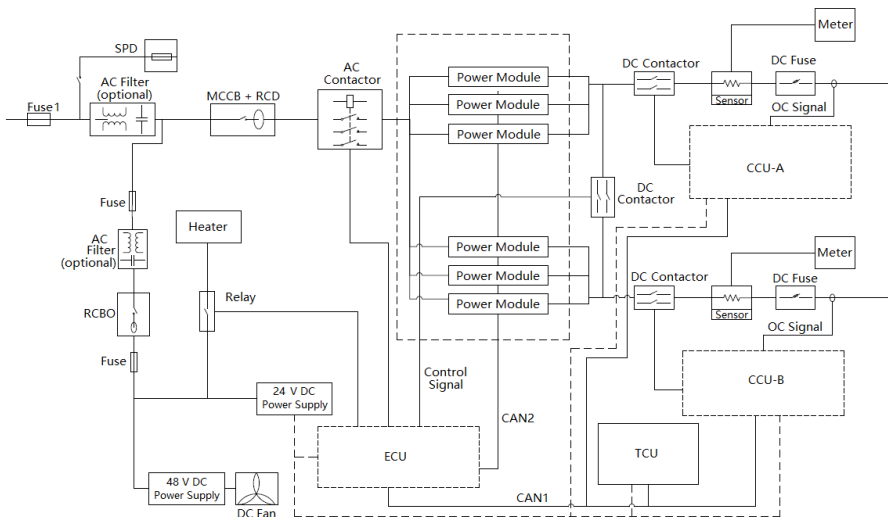 Meter
SPD
AC
Contactor
DC Contactor
DC Fuse
AC Filter
(optional)
Power Module
MCCB + RCD
Fuse1
Power Module
Sensor
OC Signal
Power Module
CCU-A
DC
Contactor
Fuse
Heater
AC
Filter
(optional)
Power Module
Meter
Power Module
DC Contactor
DC Fuse
Relay
Power Module
RCBO
Sensor
OC Signal
Fuse
Control
Signal
CCU-B
24 V DC
Power Supply
CAN2
ECU
TCU
48 V DC
Power Supply
CAN1
DC Fan